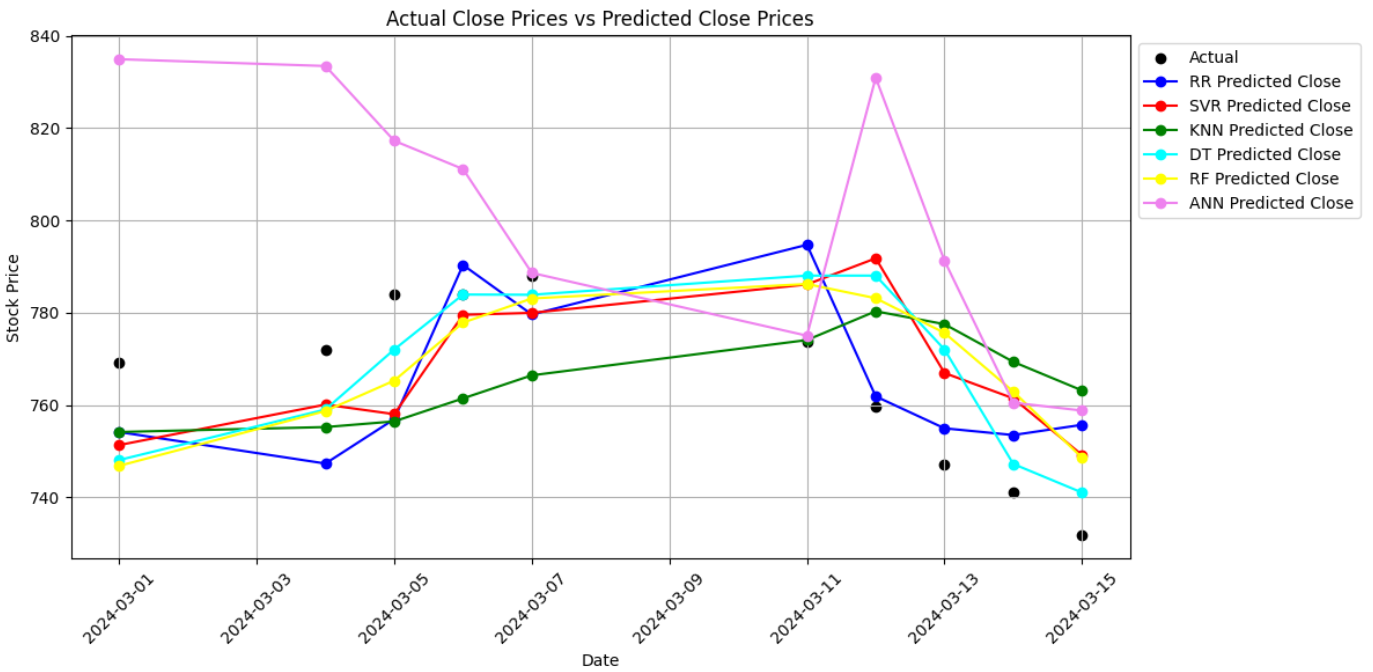 Actual Close Prices vs Predicted Close Prices
840
820
800
780
760
740
Stock Price
2024-03-01
2024-03-03
2024-03-05
2024-03-07
2024-03-09
2024-03-11
2024-03-13
2024-03-15
Date
Actual
RR Predicted Close
SVR Predicted Close
KNN Predicted Close
DT Predicted Close
RF Predicted Close
ANN Predicted Close